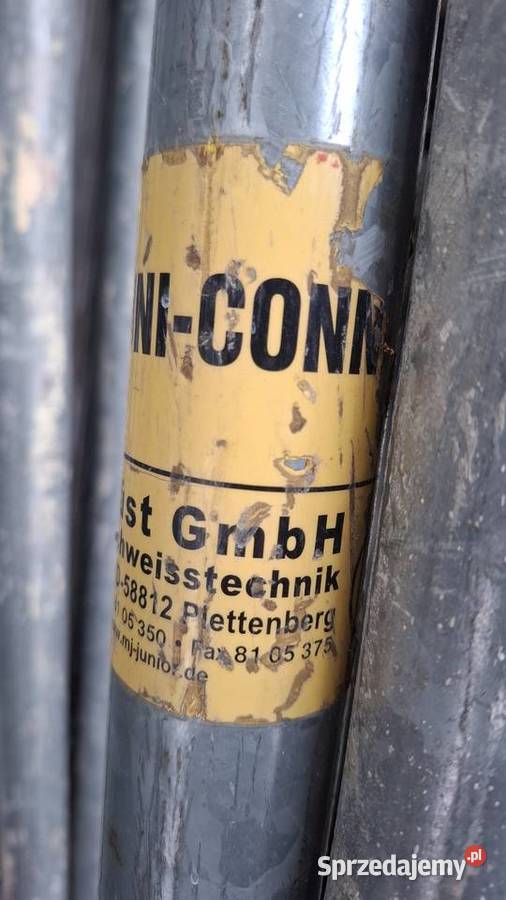 NI-CONN
ust GmbH
hweisstechnik
D-58812 Plettenberg
81 05 350 · Fax 81 05 375
www.mj-junior.de
Sprzedajemy.pl